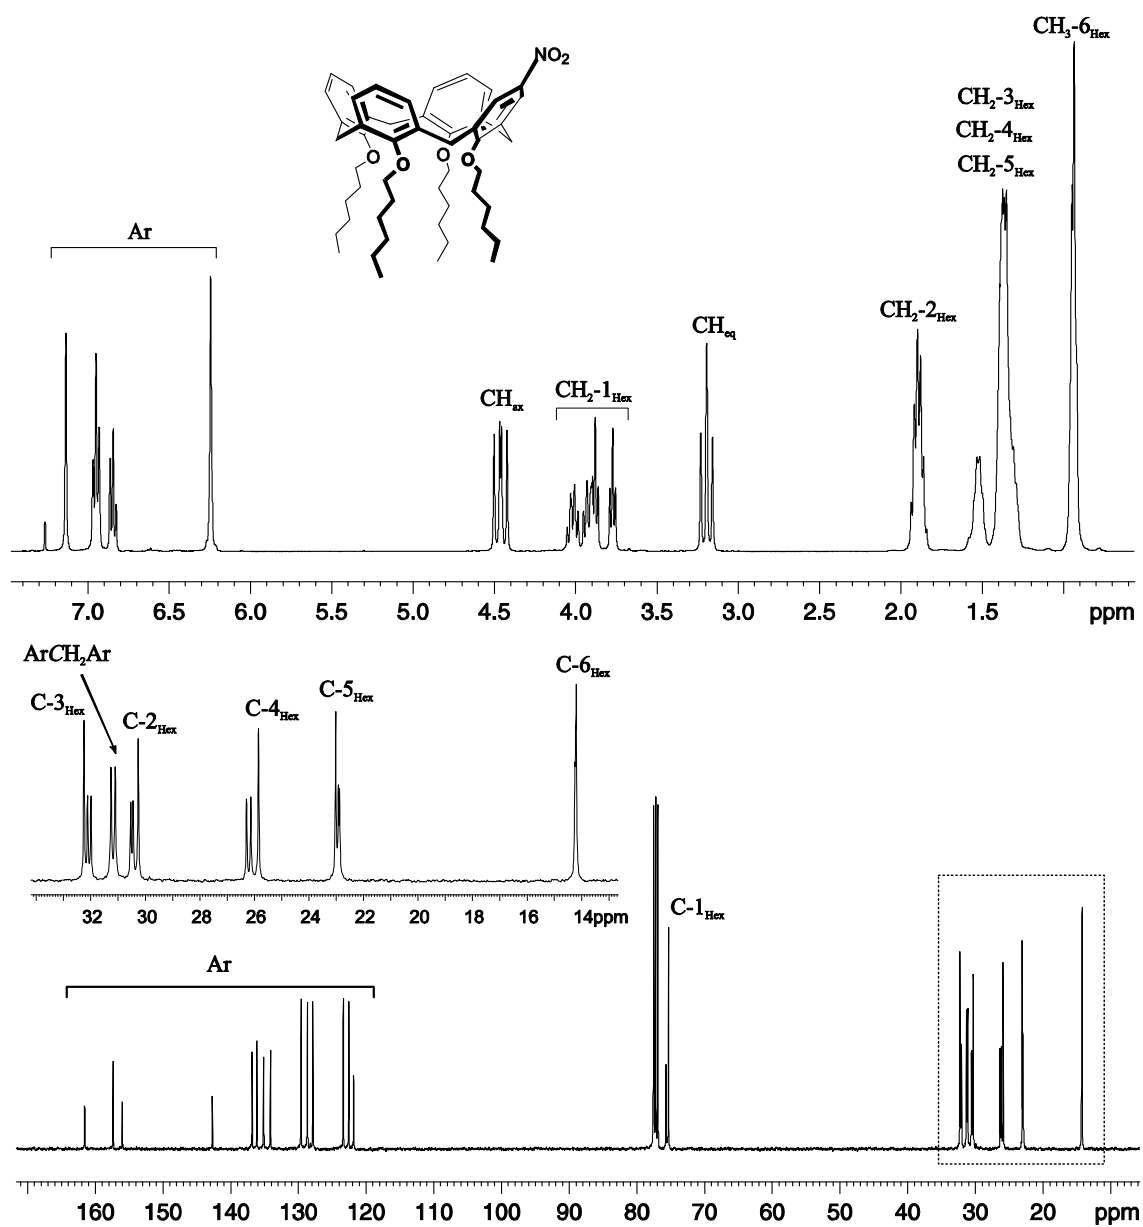 NO₂
O
O
O
O
CH₃-6Hex
CH₂-3Hex
CH₂-4Hex
CH₂-5Hex
Ar
CH₂-2Hex
CHeq
CHax
CH₂-1Hex
7.0 6.5 6.0 5.5 5.0 4.5 4.0 3.5 3.0 2.5 2.0 1.5 ppm
ArCH₂Ar
C-3Hex
C-2Hex
C-4Hex
C-5Hex
C-6Hex
32 30 28 26 24 22 20 18 16 14ppm
C-1Hex
Ar
160 150 140 130 120 110 100 90 80 70 60 50 40 30 20 ppm